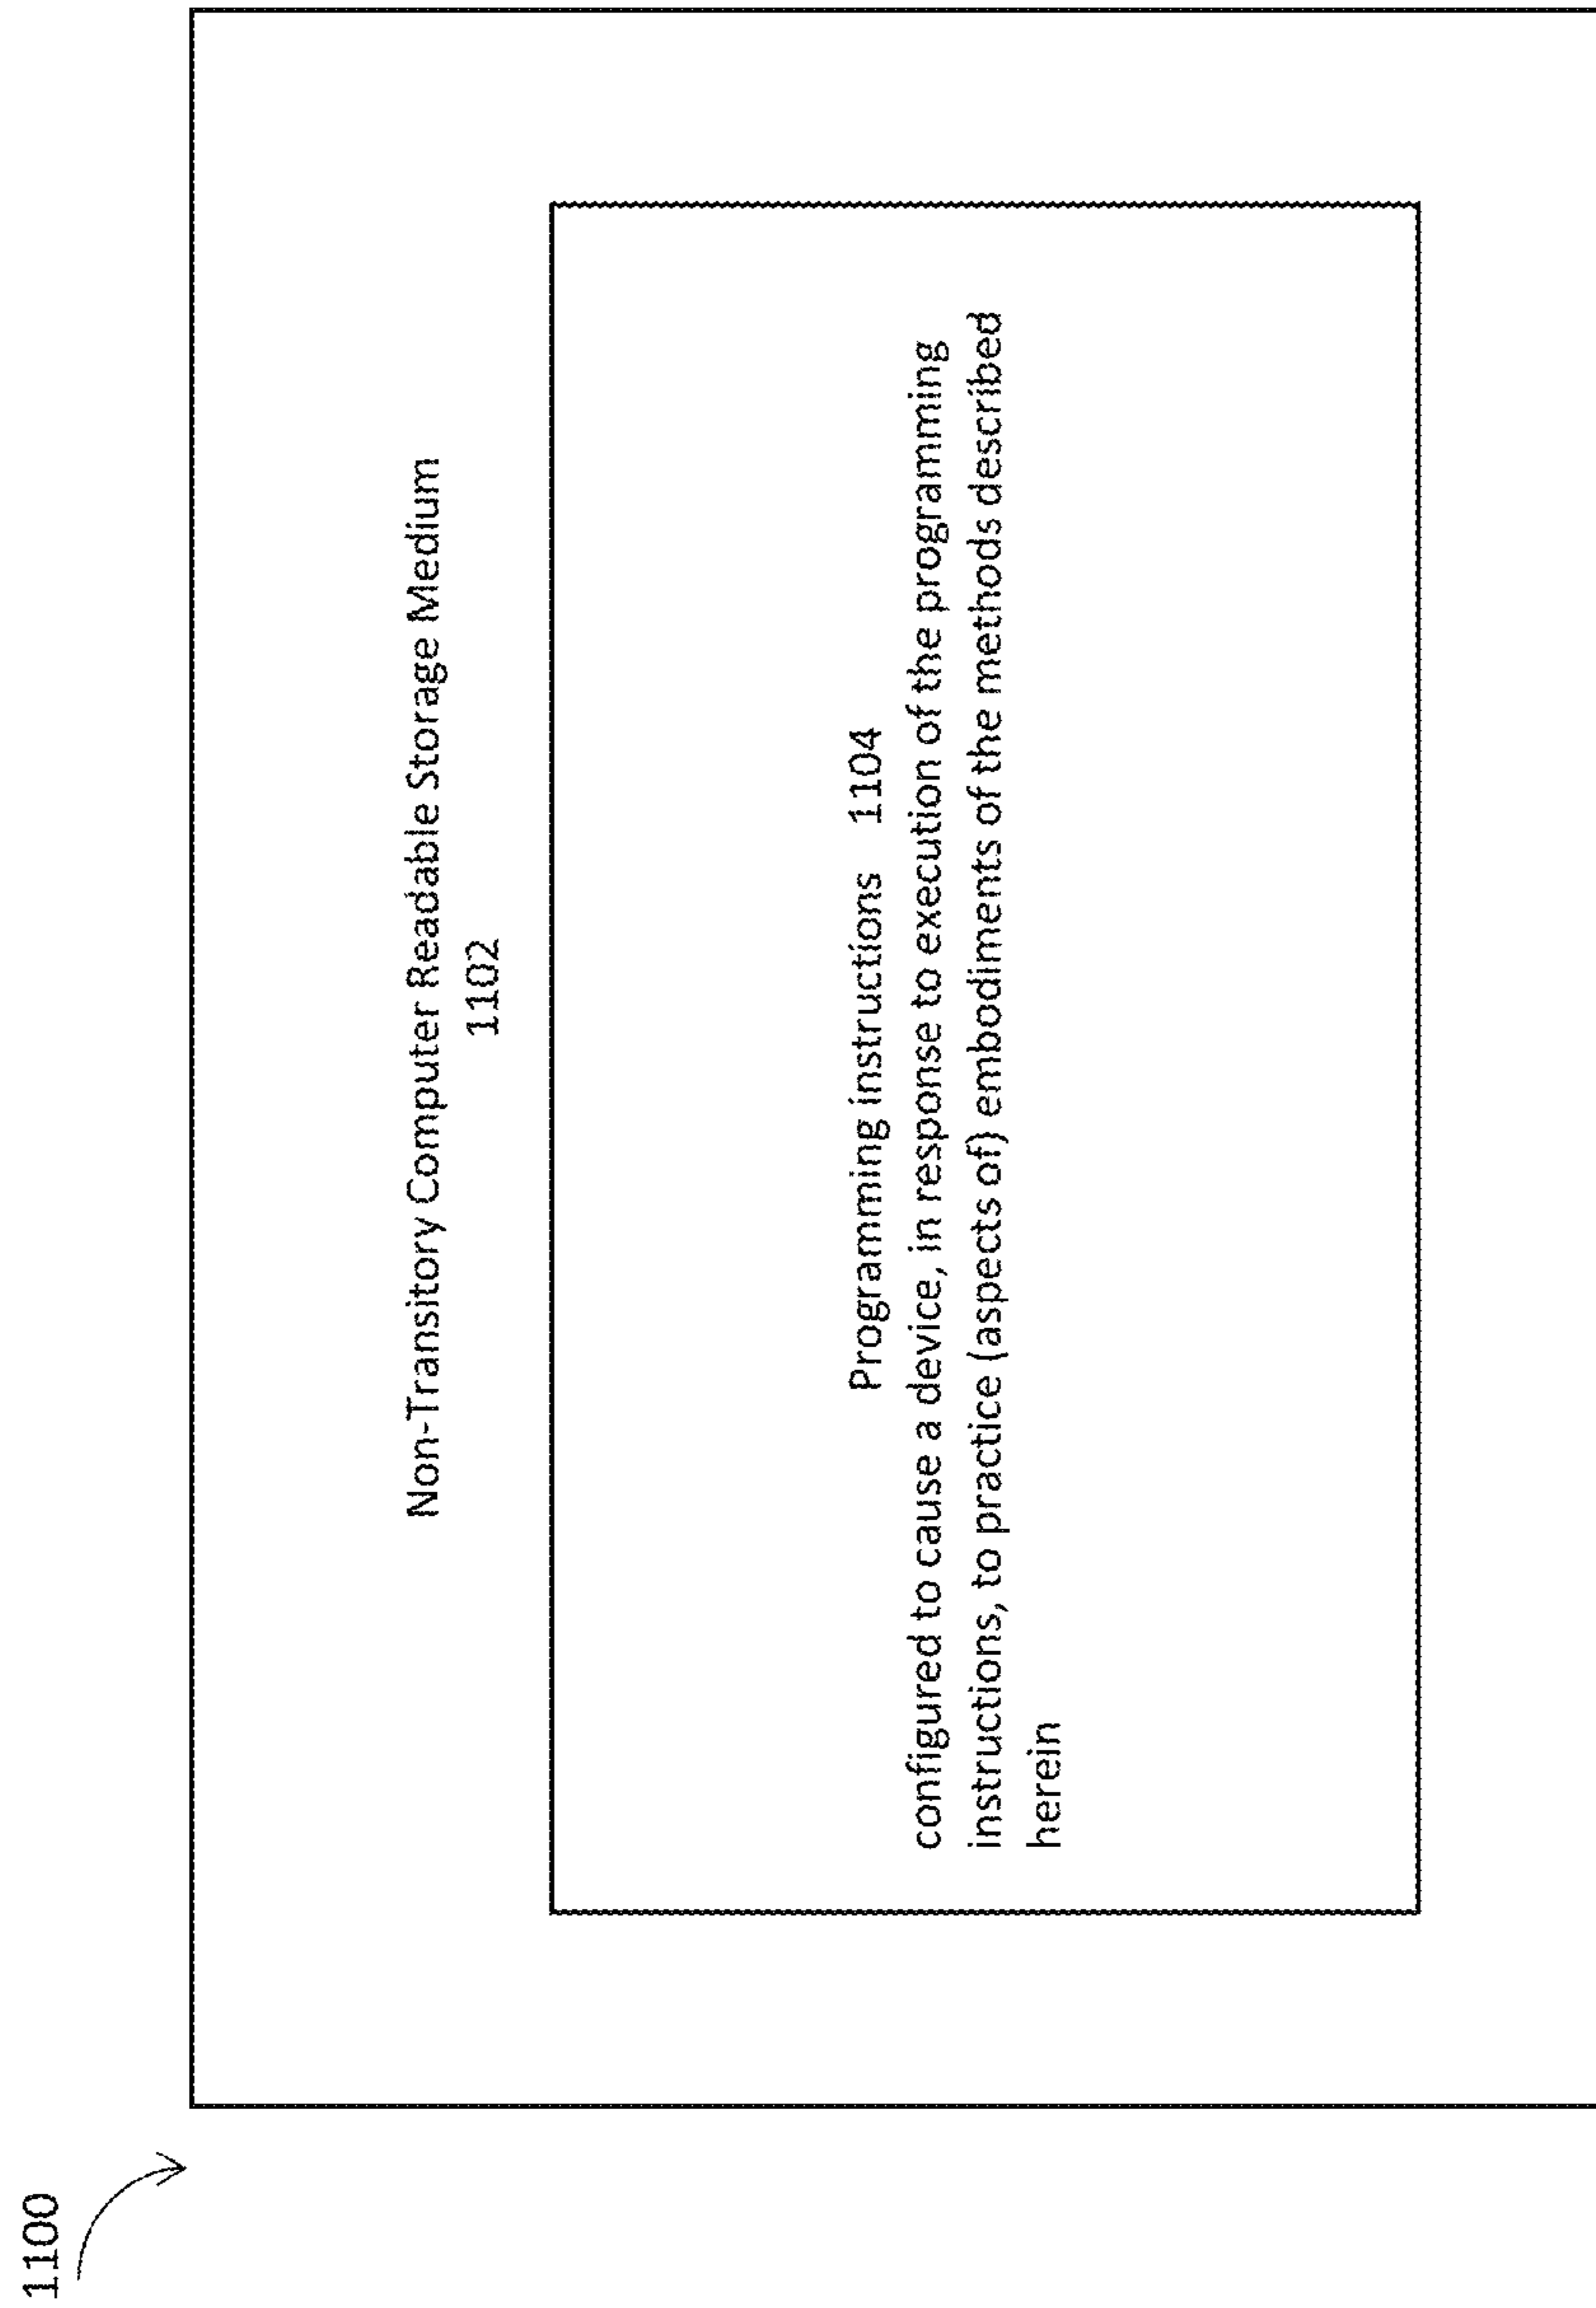 1100
Non-Transitory Computer Readable Storage Medium
1102
Programming instructions 1104
configured to cause a device, in response to execution of the programming
instructions, to practice (aspects of) embodiments of the methods described
herein